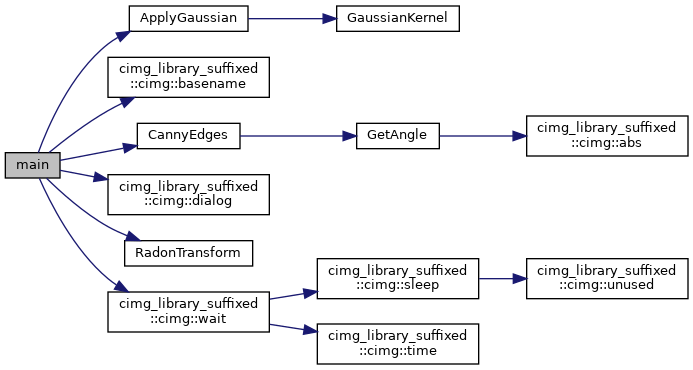 main
ApplyGaussian
GaussianKernel
cimg_library_suffixed
::cimg::basename
CannyEdges
GetAngle
cimg_library_suffixed
::cimg::abs
cimg_library_suffixed
::cimg::dialog
RadonTransform
cimg_library_suffixed
::cimg::wait
cimg_library_suffixed
::cimg::sleep
cimg_library_suffixed
::cimg::unused
cimg_library_suffixed
::cimg::time